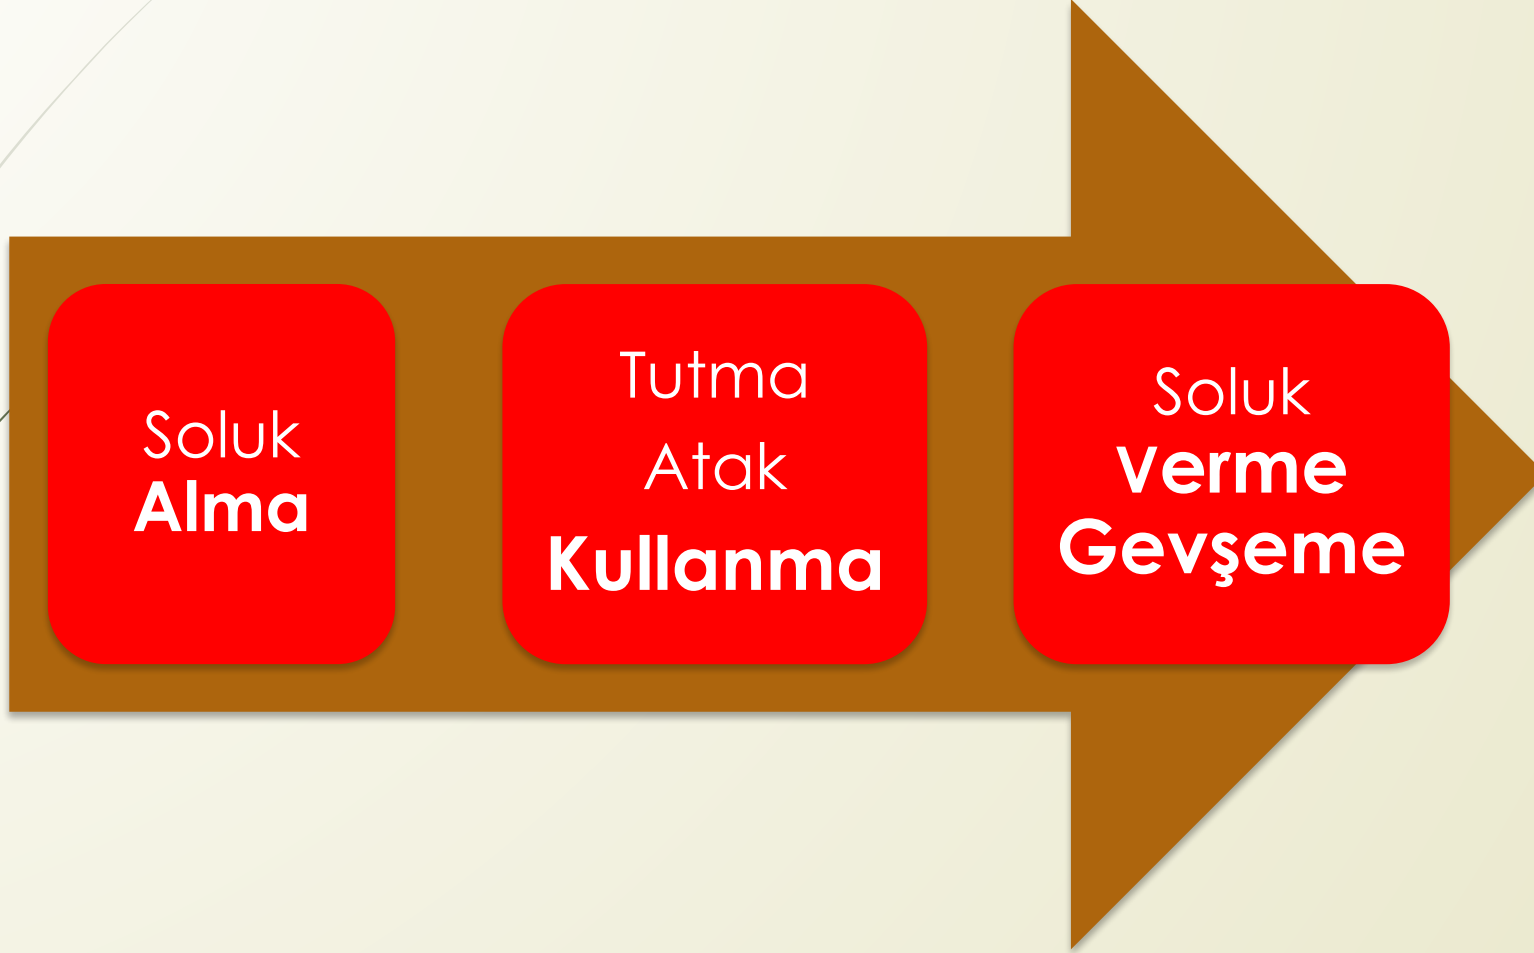 Soluk
Alma
Tutma
Atak
Kullanma
Soluk
Verme
Gevşeme